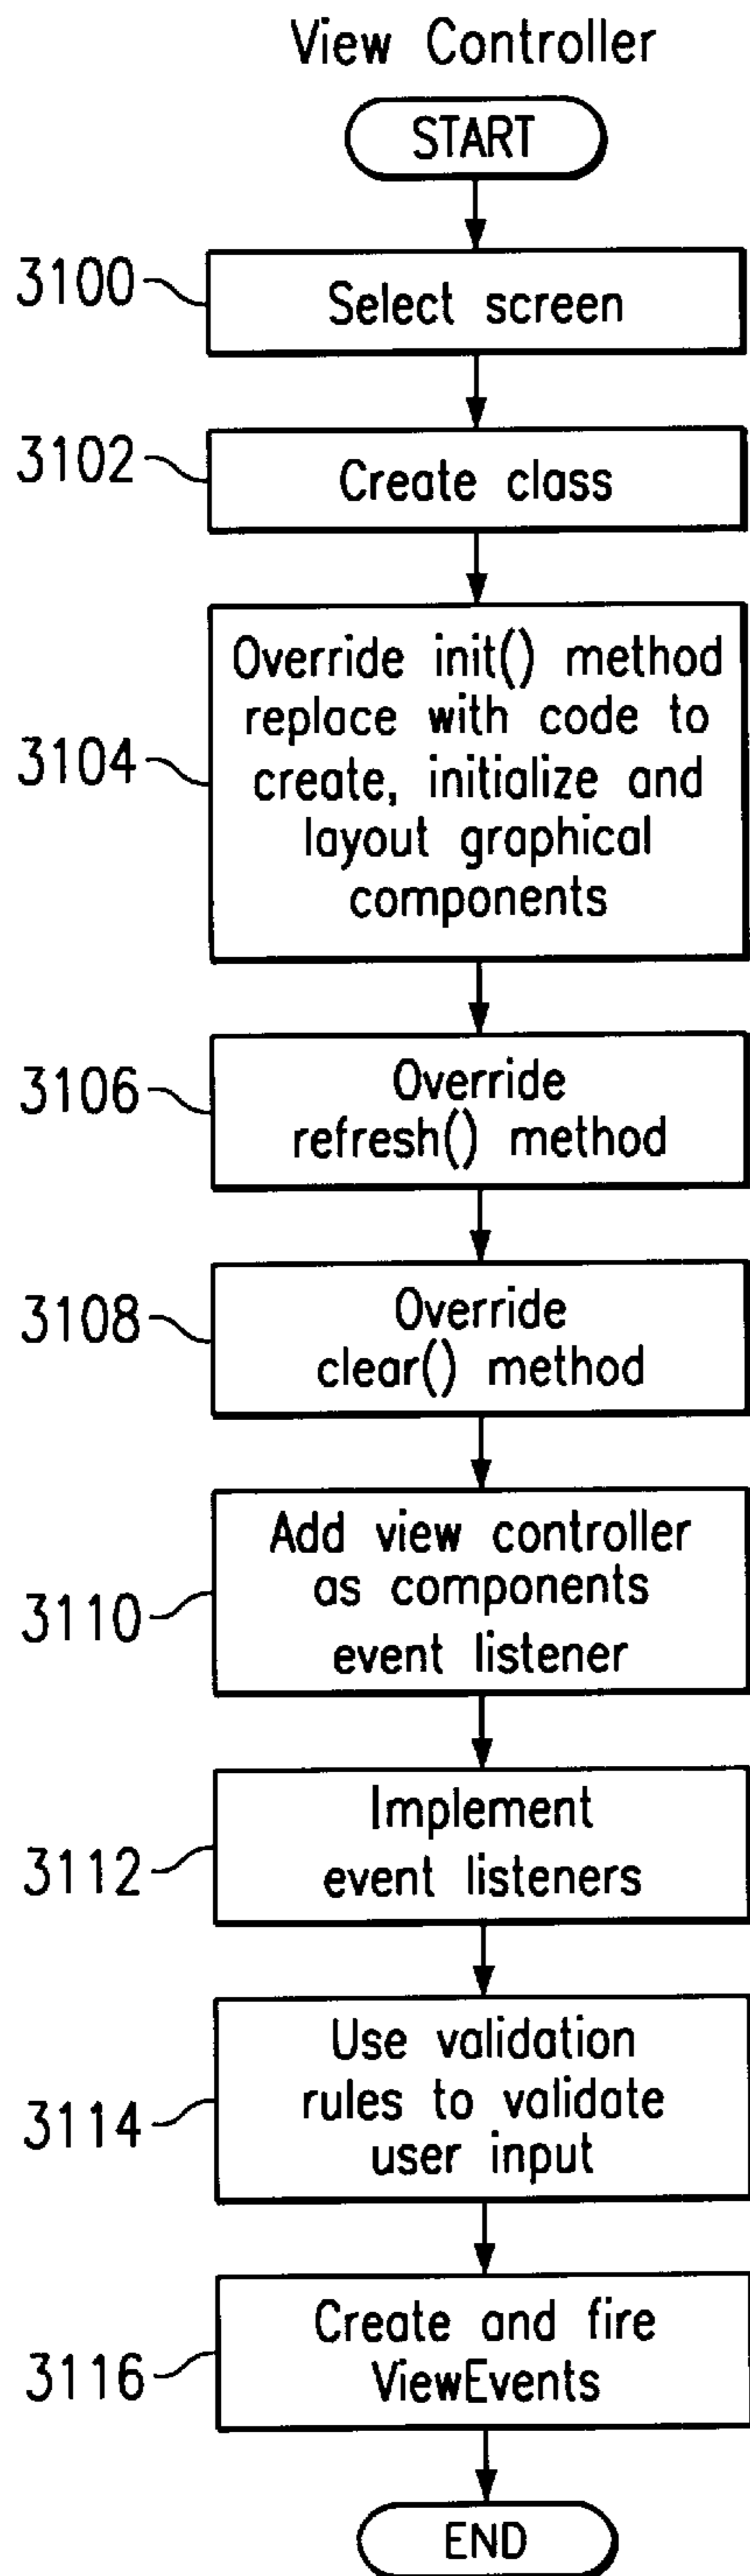 View Controller
START
3100
Select screen
3102
Create class
3104
Override init() method
replace with code to
create, initialize and
layout graphical
components
3106
Override
refresh() method
3108
Override
clear() method
3110
Add view controller
as components
event listener
3112
Implement
event listeners
3114
Use validation
rules to validate
user input
3116
Create and fire
ViewEvents
END